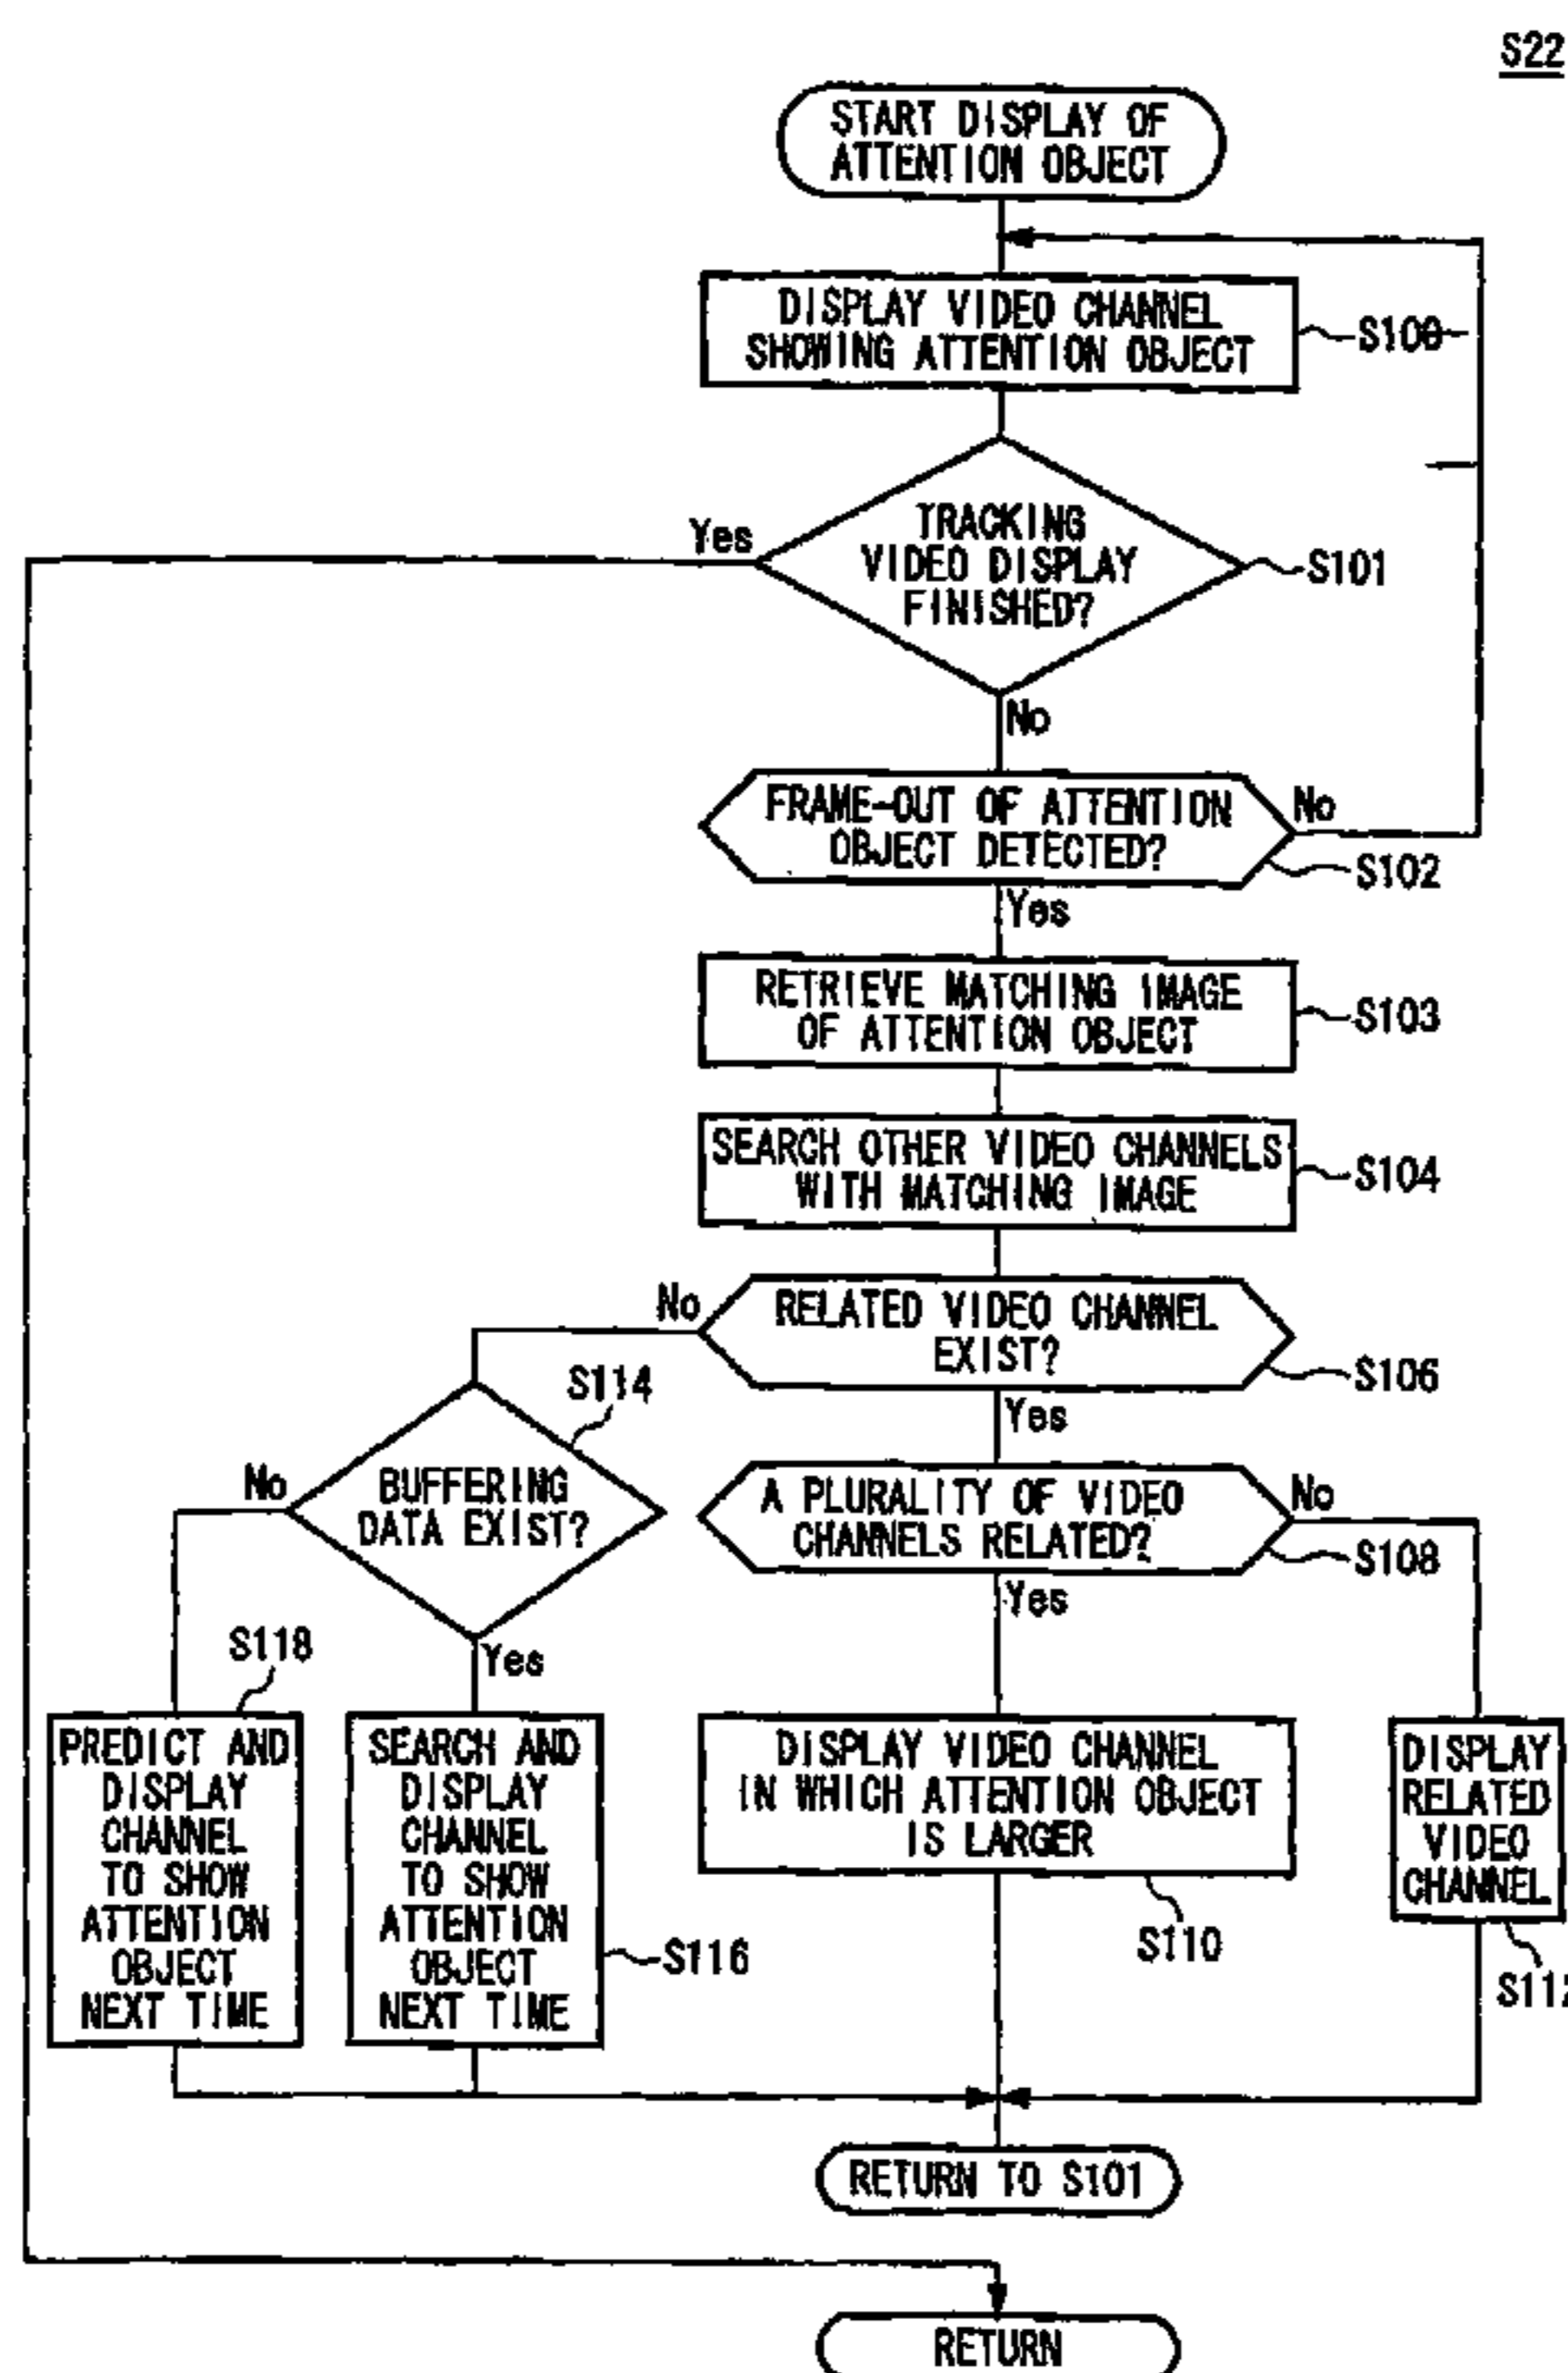 S22
START DISPLAY OF
ATTENTION OBJECT
DISPLAY VIDEO CHANNEL
SHOWING ATTENTION OBJECT
S100
TRACKING
VIDEO DISPLAY
FINISHED?
Yes
S101
No
FRAME-OUT OF ATTENTION
OBJECT DETECTED?
No
S102
Yes
RETRIEVE MATCHING IMAGE
OF ATTENTION OBJECT
S103
SEARCH OTHER VIDEO CHANNELS
WITH MATCHING IMAGE
S104
No
RELATED VIDEO CHANNEL
EXIST?
S106
Yes
S114
BUFFERING
DATA EXIST?
No
Yes
A PLURALITY OF VIDEO
CHANNELS RELATED?
No
S108
Yes
S118
PREDICT AND
DISPLAY
CHANNEL
TO SHOW
ATTENTION
OBJECT
NEXT TIME
SEARCH AND
DISPLAY
CHANNEL
TO SHOW
ATTENTION
OBJECT
NEXT TIME
S116
DISPLAY VIDEO CHANNEL
IN WHICH ATTENTION OBJECT
IS LARGER
S110
DISPLAY
RELATED
VIDEO
CHANNEL
S112
RETURN TO S101
RETURN